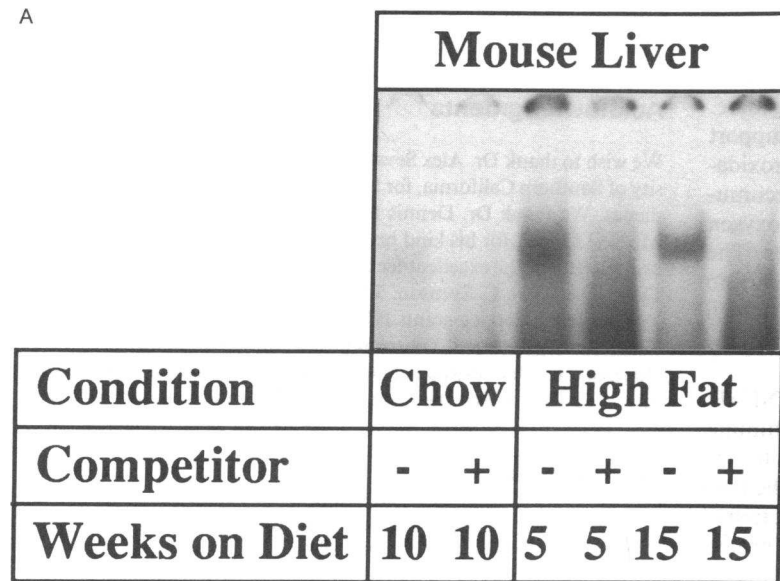 A
Mouse Liver
Condition Chow High Fat
Competitor - + - + - +
Weeks on Diet 10 10 5 5 15 15